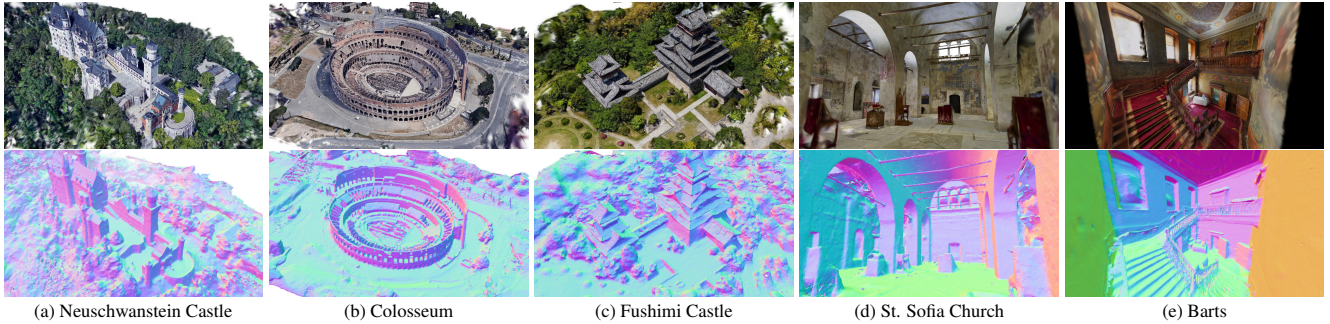 (a) Neuschwanstein Castle
(b) Colosseum
(c) Fushimi Castle
(d) St. Sofia Church
(e) Barts